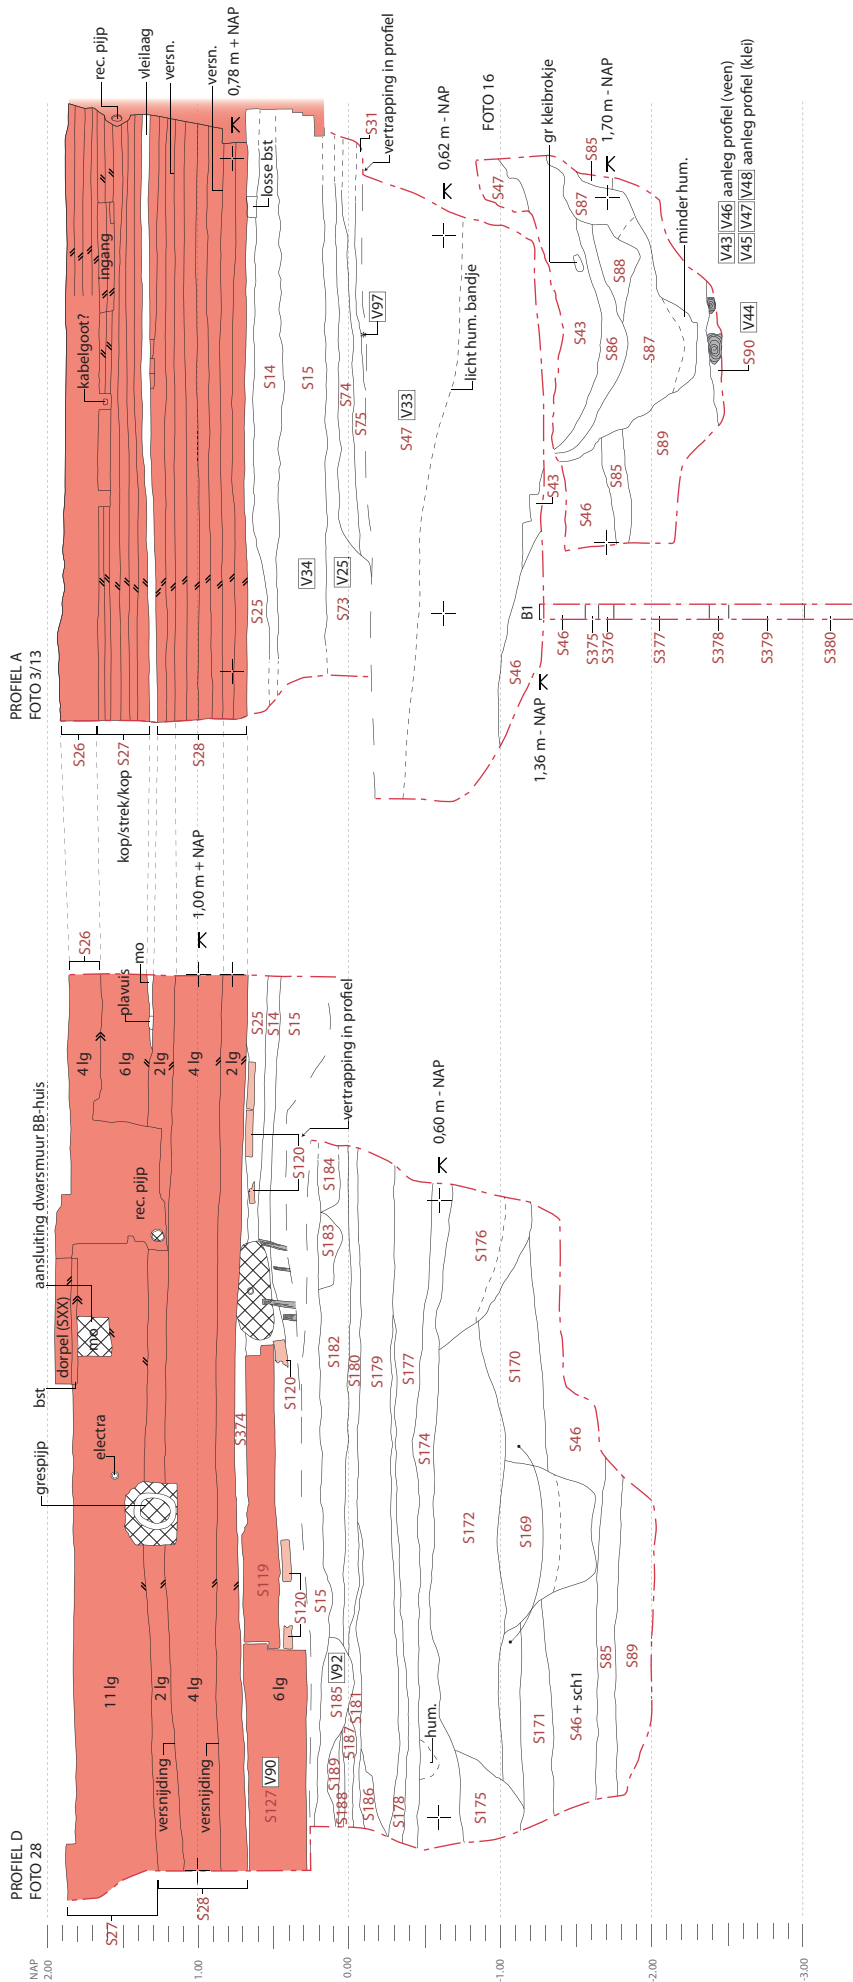 PROFIEL D
FOTO 28
PROFIEL A
FOTO 3/13
NAP
2.00
1.00
0.00
-1.00
-2.00
-3.00
S27
S28
versnijding
versnijding
11 lg
2 lg
4 lg
6 lg
S127
V90
grespijp
electra
bst
dorpel (SXX)
mo
aansluiting dwarsmuur BB-huis
rec. pijp
4 lg
6 lg
2 lg
4 lg
2 lg
plavuis
mo
S26
1,00 m + NAP
S374
S119
S120
S120
S120
S25
S14
S15
vertrapping in profiel
S15
S185
V92
S189
S188
S187
S181
S186
S178
hum.
S175
S182
S183
S184
S180
S179
S177
S174
S172
S176
S170
S169
S171
S46 + sch1
S46
S85
S89
0,60 m - NAP
S26
S27
S28
kop/strek/kop
kabelgoot?
ingang
rec. pijp
vleilaag
versn.
versn.
0,78 m + NAP
losse bst
S25
S14
S15
V34
V25
S73
S74
S75
V97
S31
vertrapping in profiel
S47
V33
licht hum. bandje
0,62 m - NAP
S46
S43
1,36 m - NAP
B1
S46
S375
S376
S377
S378
S379
S380
FOTO 16
S47
gr kleibrokje
S85
1,70 m - NAP
S87
S88
S43
S86
S87
S46
S85
S89
minder hum.
S90
V44
V43 V46 aanleg profiel (veen)
V45 V47 V48 aanleg profiel (klei)